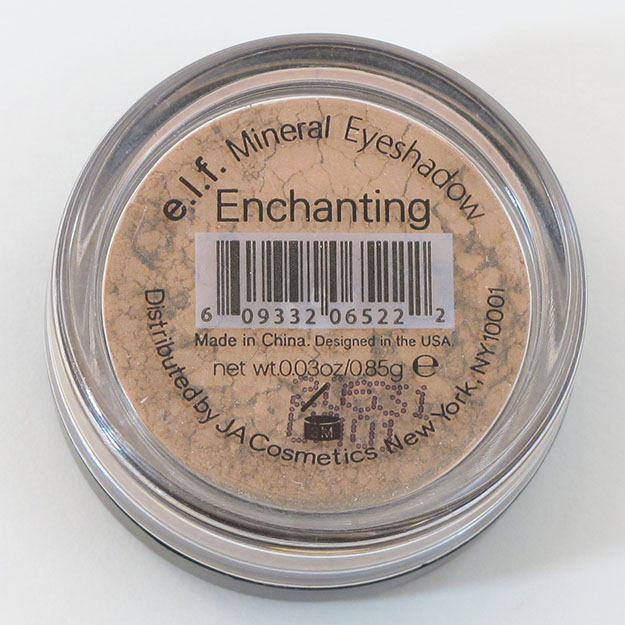 e.l.f. Mineral Eyeshadow
Enchanting
6 09332 06522 2
Made in China. Designed in the USA.
net wt.0.03oz/0.85g e
Distributed by JA Cosmetics New York, NY10001